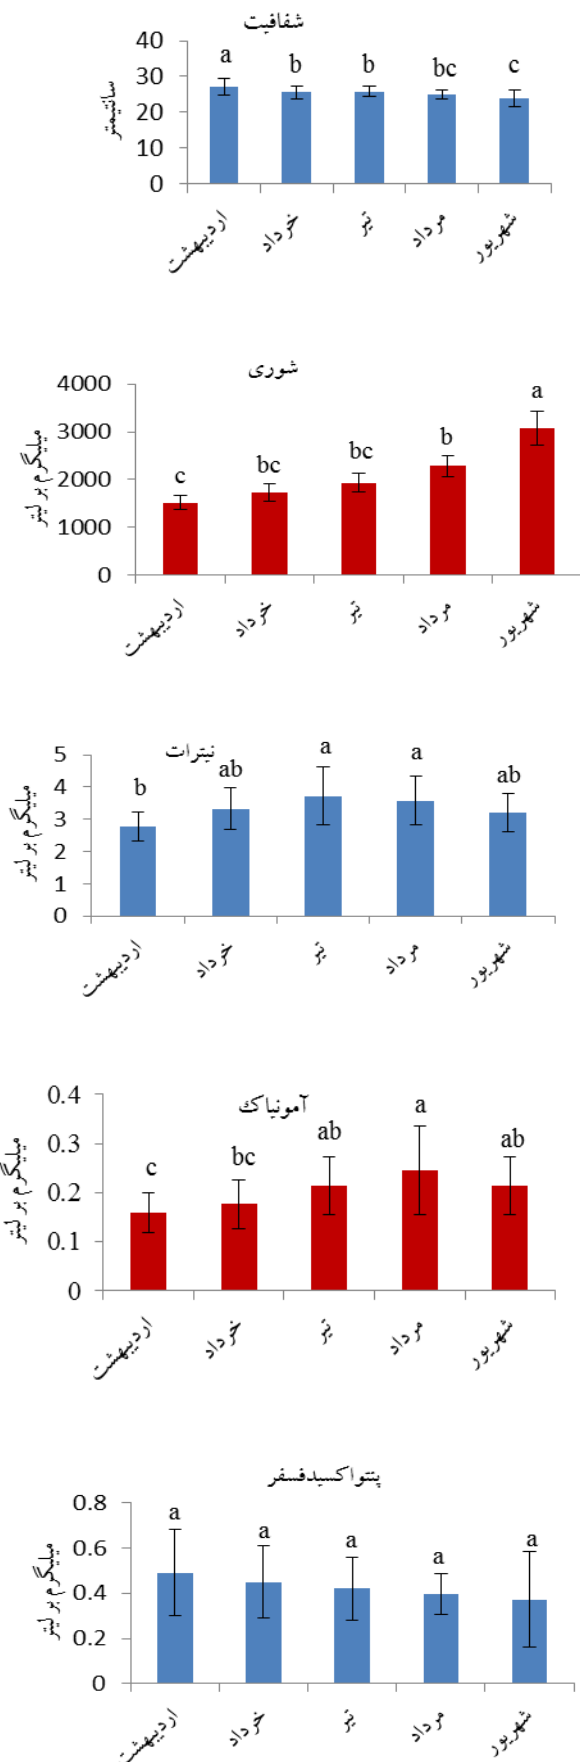 شفافیت
40
30
20
10
0
سانتیمتر
a
b
b
bc
c
اردیبهشت
خرداد
تیر
مرداد
شهریور
شوری
4000
3000
2000
1000
0
میلیگرم بر لیتر
c
bc
bc
b
a
اردیبهشت
خرداد
تیر
مرداد
شهریور
نیترات
5
4
3
2
1
0
میلیگرم بر لیتر
b
ab
a
a
ab
اردیبهشت
خرداد
تیر
مرداد
شهریور
آمونیاک
0.4
0.3
0.2
0.1
0
میلیگرم بر لیتر
c
bc
ab
a
ab
اردیبهشت
خرداد
تیر
مرداد
شهریور
پنتواکسیدفسفر
0.8
0.6
0.4
0.2
0
میلیگرم بر لیتر
a
a
a
a
a
اردیبهشت
خرداد
تیر
مرداد
شهریور